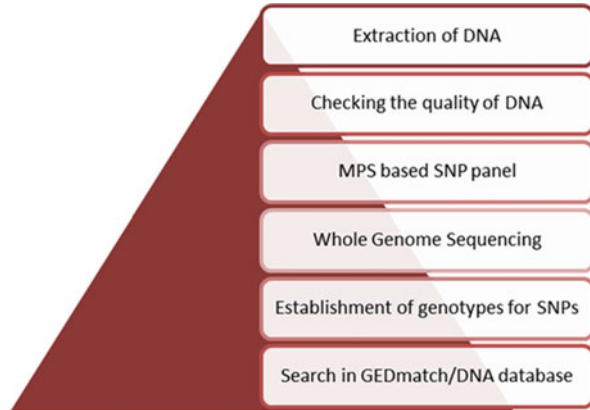 Extraction of DNA
Checking the quality of DNA
MPS based SNP panel
Whole Genome Sequencing
Establishment of genotypes for SNPs
Search in GEDmatch/DNA database